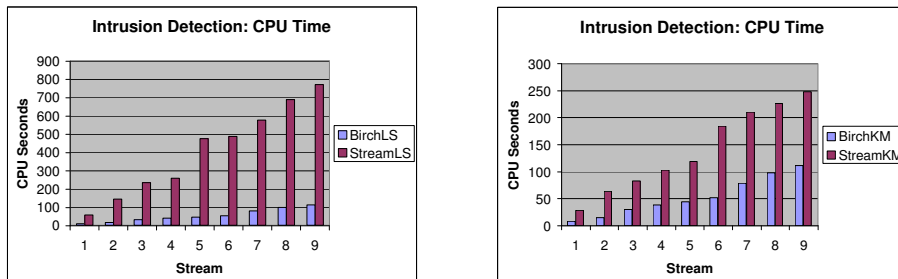 Intrusion Detection: CPU Time
900
800
700
600
500
400
300
200
100
0
CPU Seconds
1 2 3 4 5 6 7 8 9
Stream
BirchLS
StreamLS
Intrusion Detection: CPU Time
300
250
200
150
100
50
0
CPU Seconds
1 2 3 4 5 6 7 8 9
Stream
BirchKM
StreamKM